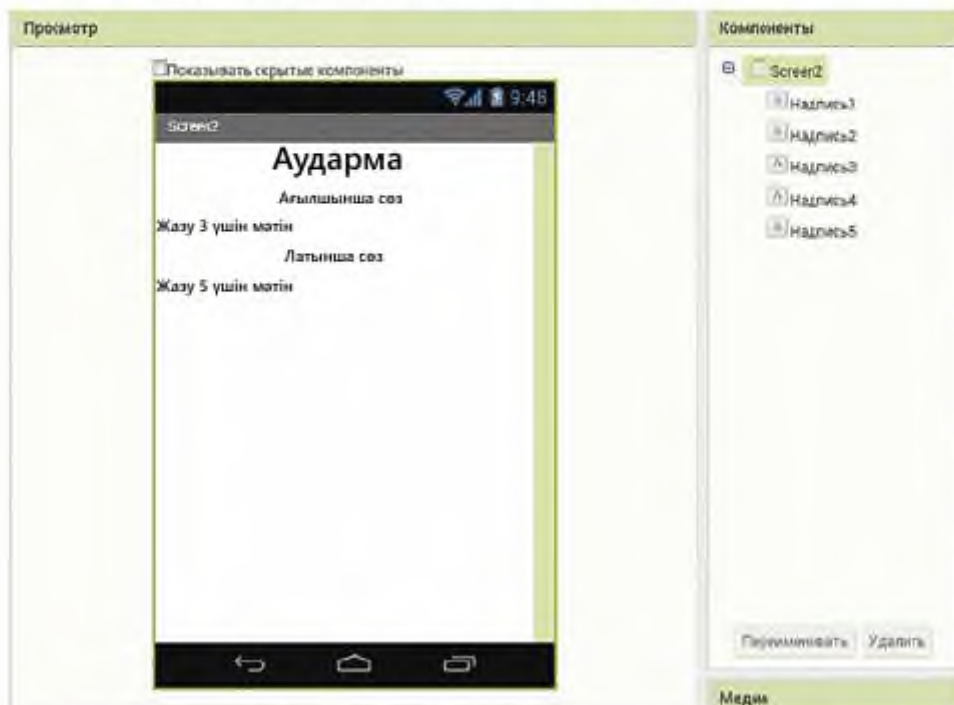 Просмотр
Показывать скрытые компоненты
9:46
Screen2
Аударма
Ағылшынша сөз
Жазу 3 үшін мәтін
Латынша сөз
Жазу 5 үшін мәтін
Компоненты
Screen2
Надпись1
Надпись2
Надпись3
Надпись4
Надпись5
Переименовать Удалить
Медиа